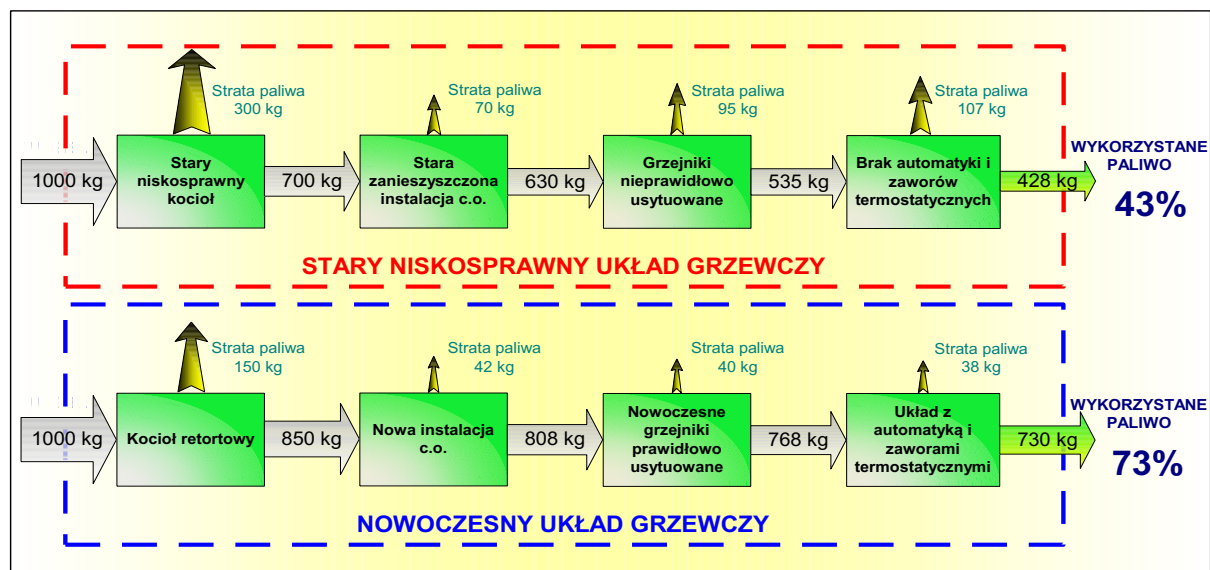 Strata paliwa
300 kg
Strata paliwa
70 kg
Strata paliwa
95 kg
Strata paliwa
107 kg
1000 kg
Stary
niskosprawny
kocioł
700 kg
Stara
zanieszyszczona
instalacja c.o.
630 kg
Grzejniki
nieprawidłowo
usytuowane
535 kg
Brak automatyki i
zaworów
termostatycznych
428 kg
WYKORZYSTANE
PALIWO
43%
STARY NISKOSPRAWNY UKŁAD GRZEWCZY
Strata paliwa
150 kg
Strata paliwa
42 kg
Strata paliwa
40 kg
Strata paliwa
38 kg
1000 kg
Kocioł retortowy
850 kg
Nowa instalacja
c.o.
808 kg
Nowoczesne
grzejniki
prawidłowo
usytuowane
768 kg
Układ z
automatyką i
zaworami
termostatycznymi
730 kg
WYKORZYSTANE
PALIWO
73%
NOWOCZESNY UKŁAD GRZEWCZY